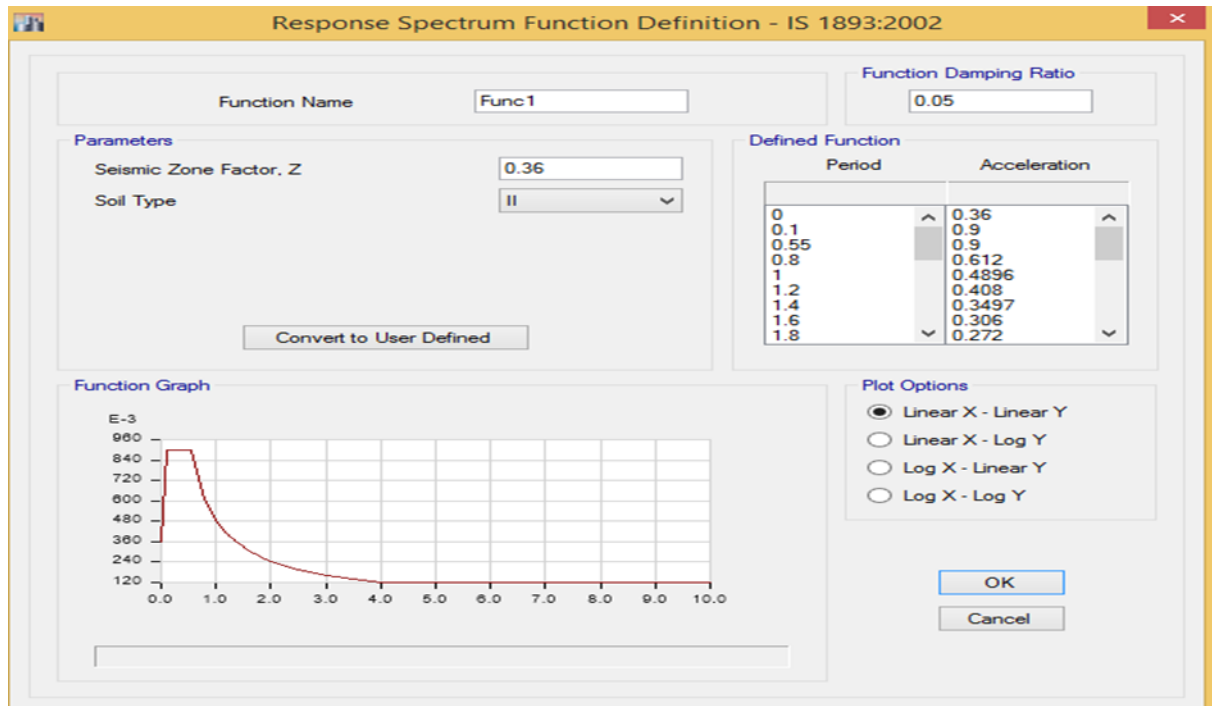 Response Spectrum Function Definition - IS 1893:2002
Function Name
Func1
Function Damping Ratio
0.05
Parameters
Seismic Zone Factor, Z
0.36
Soil Type
II
Convert to User Defined
Defined Function
Period Acceleration
0 0.36
0.1 0.9
0.55 0.9
0.8 0.612
1 0.4896
1.2 0.408
1.4 0.3497
1.6 0.306
1.8 0.272
Function Graph
E-3
960
840
720
600
480
360
240
120
0.0 1.0 2.0 3.0 4.0 5.0 6.0 7.0 8.0 9.0 10.0
Plot Options
Linear X - Linear Y
Linear X - Log Y
Log X - Linear Y
Log X - Log Y
OK
Cancel